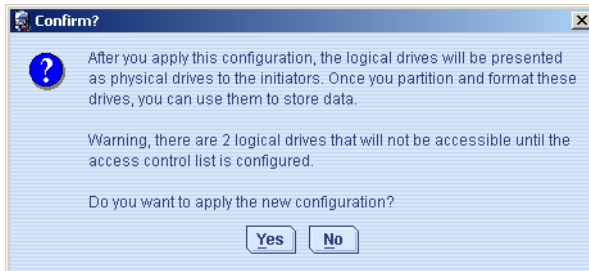 Confirm?
After you apply this configuration, the logical drives will be presented
as physical drives to the initiators. Once you partition and format these
drives, you can use them to store data.
Warning, there are 2 logical drives that will not be accessible until the
access control list is configured.
Do you want to apply the new configuration?
Yes No